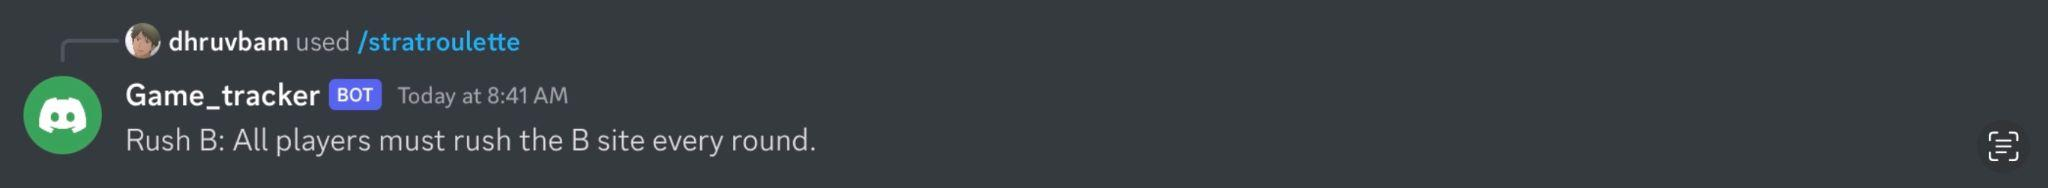 dhruvbam used /stratroulette
Game_tracker BOT Today at 8:41 AM
Rush B: All players must rush the B site every round.